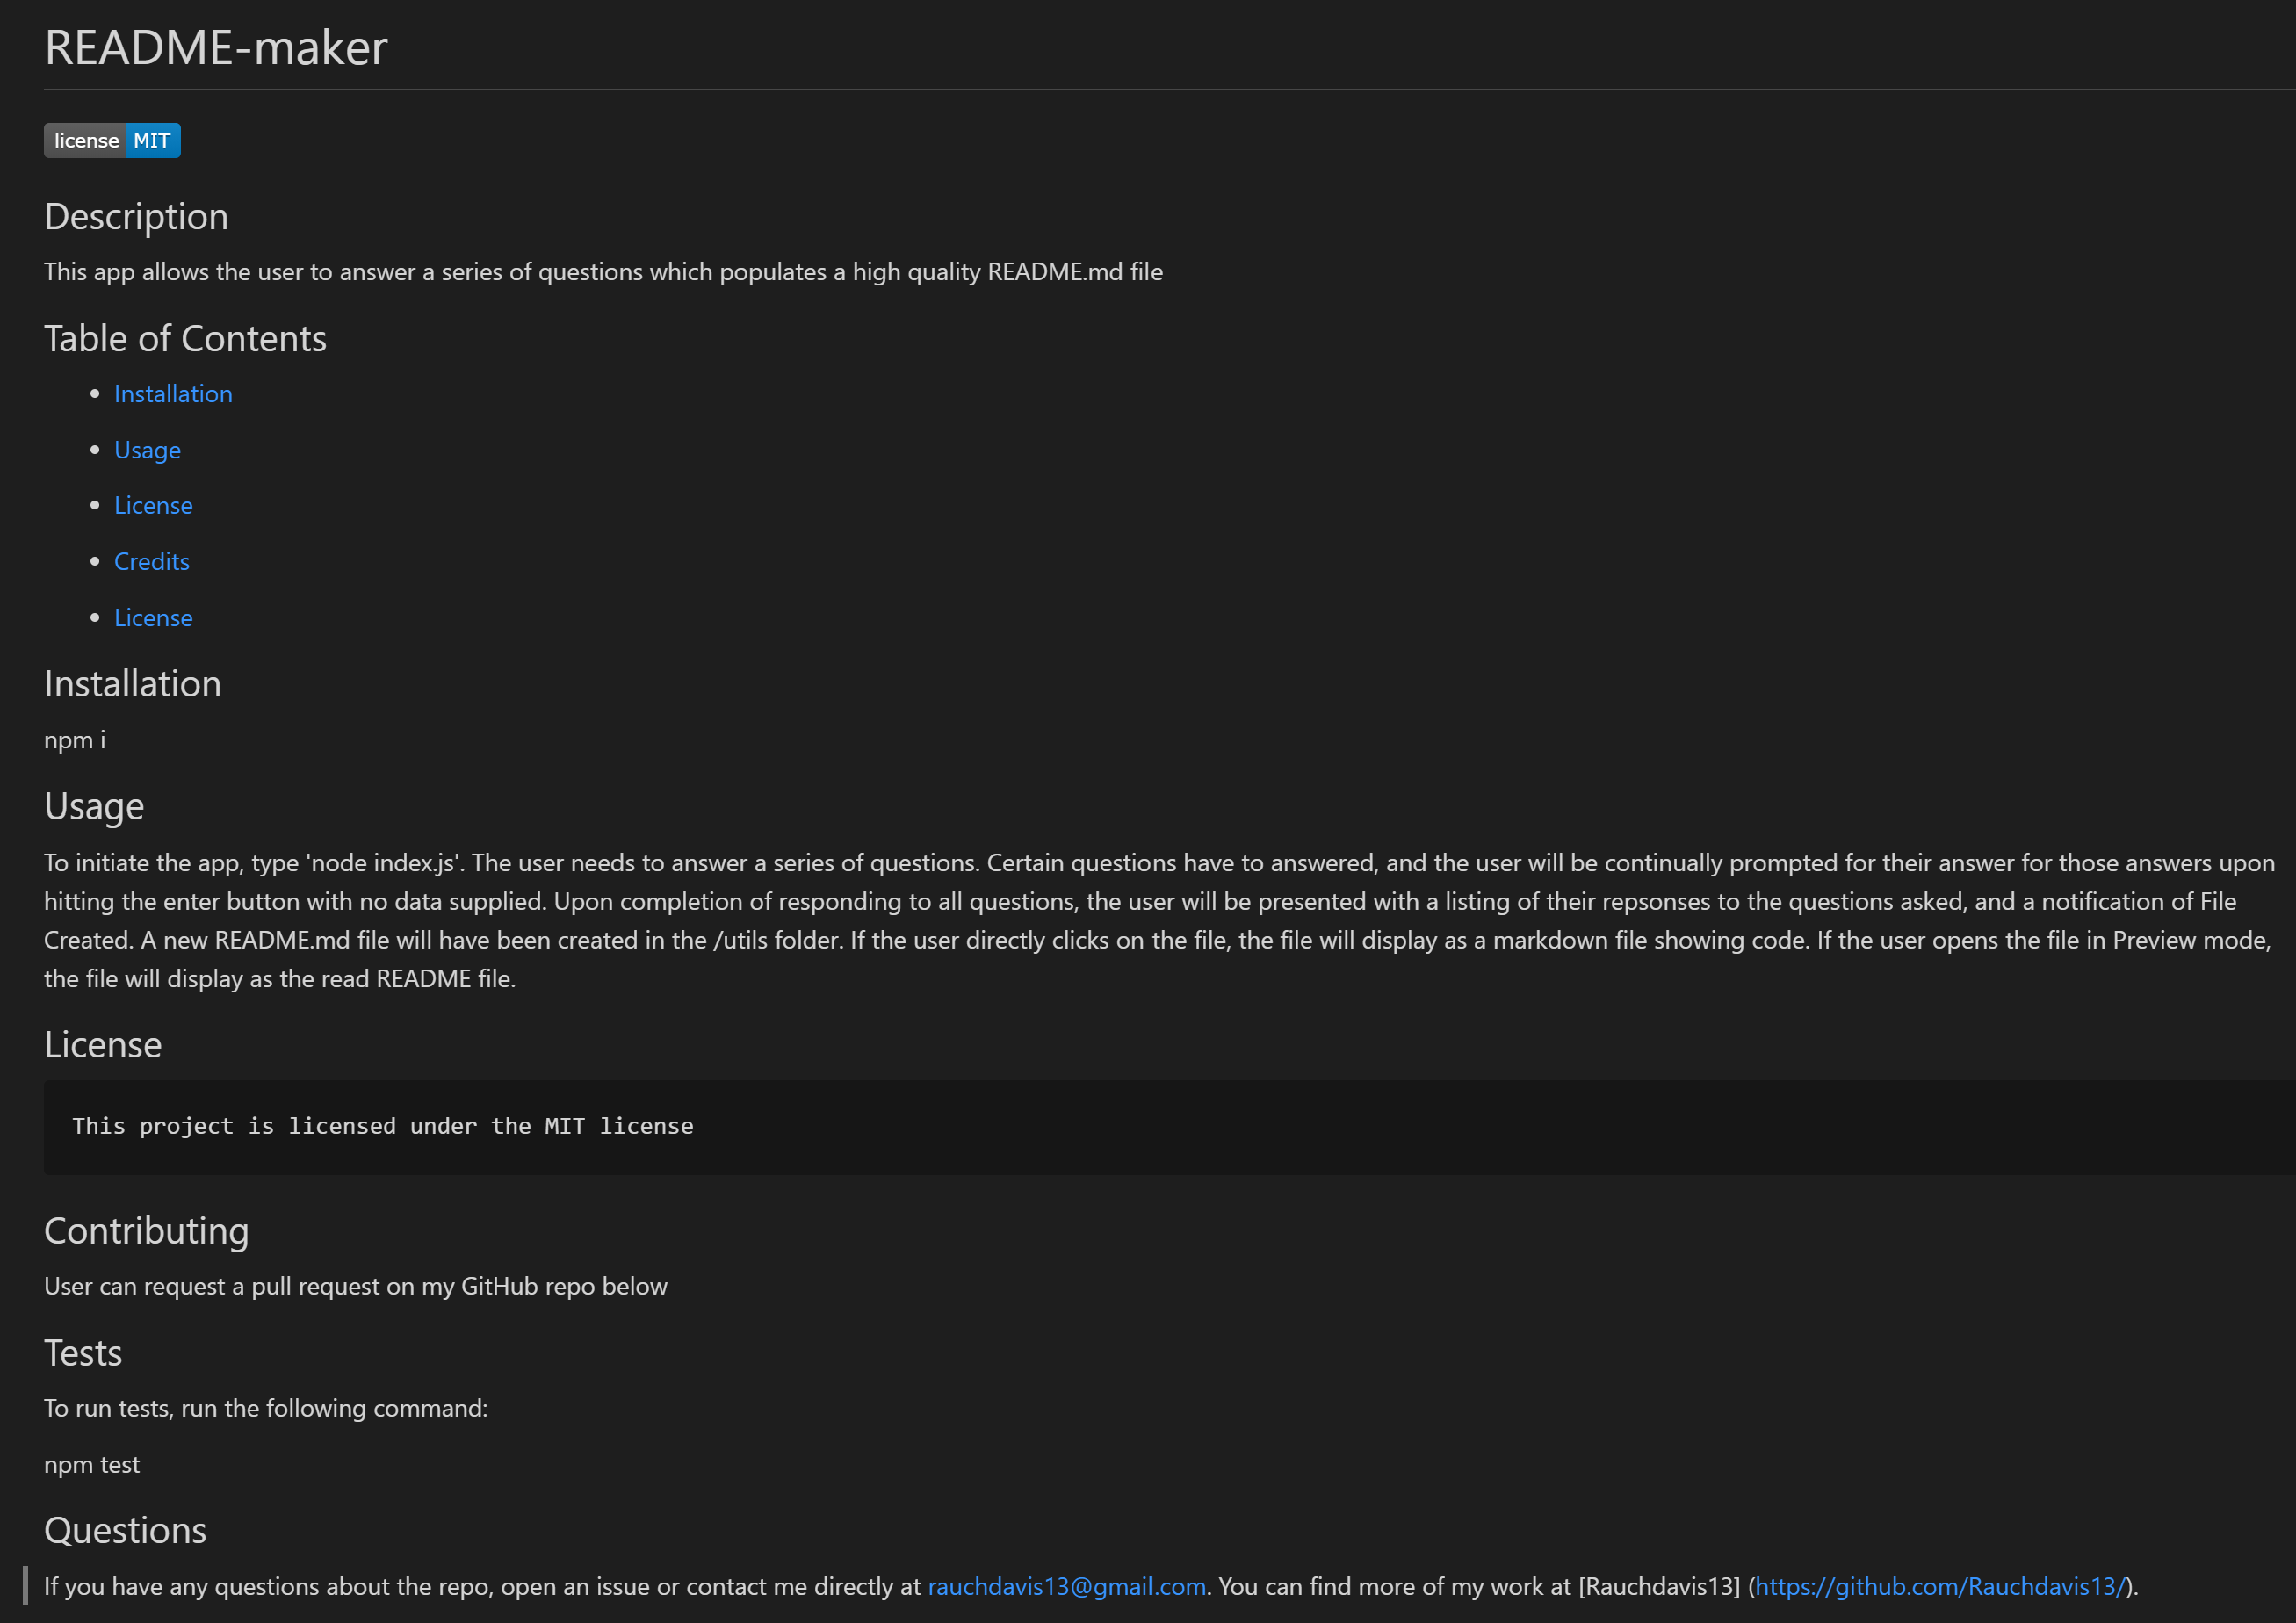 README-maker
license MIT
Description
This app allows the user to answer a series of questions which populates a high quality README.md file
Table of Contents
Installation
Usage
License
Credits
License
Installation
npm i
Usage
To initiate the app, type 'node index.js'. The user needs to answer a series of questions. Certain questions have to answered, and the user will be continually prompted for their answer for those answers upon
hitting the enter button with no data supplied. Upon completion of responding to all questions, the user will be presented with a listing of their repsonses to the questions asked, and a notification of File
Created. A new README.md file will have been created in the /utils folder. If the user directly clicks on the file, the file will display as a markdown file showing code. If the user opens the file in Preview mode,
the file will display as the read README file.
License
This project is licensed under the MIT license
Contributing
User can request a pull request on my GitHub repo below
Tests
To run tests, run the following command:
npm test
Questions
If you have any questions about the repo, open an issue or contact me directly at rauchdavis13@gmail.com. You can find more of my work at [Rauchdavis13] (https://github.com/Rauchdavis13/).